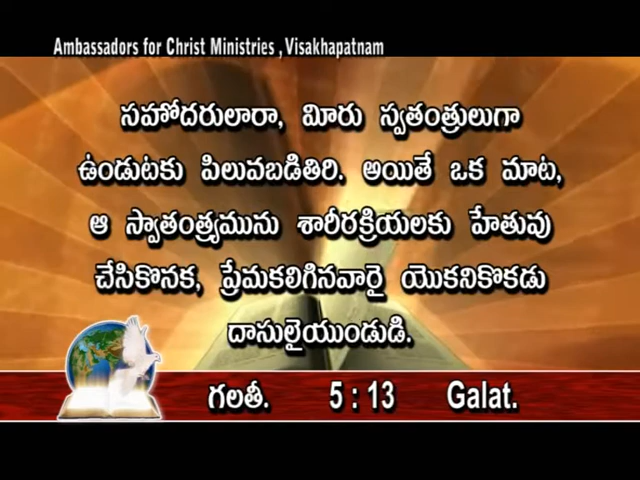 Ambassadors for Christ Ministries , Visakhapatnam
సహోదరులారా, మీరు స్వతంత్రులుగా
ఉండుటకు పిలువబడితిరి. అయితే ఒక మాట,
ఆ స్వాతంత్ర్యమును శారీరక్రియలకు హేతువు
చేసికొనక, ప్రేమకలిగినవారై యొకనికొకడు
దాసులైయుండుడి.
గలతీ. 5 : 13 Galat.